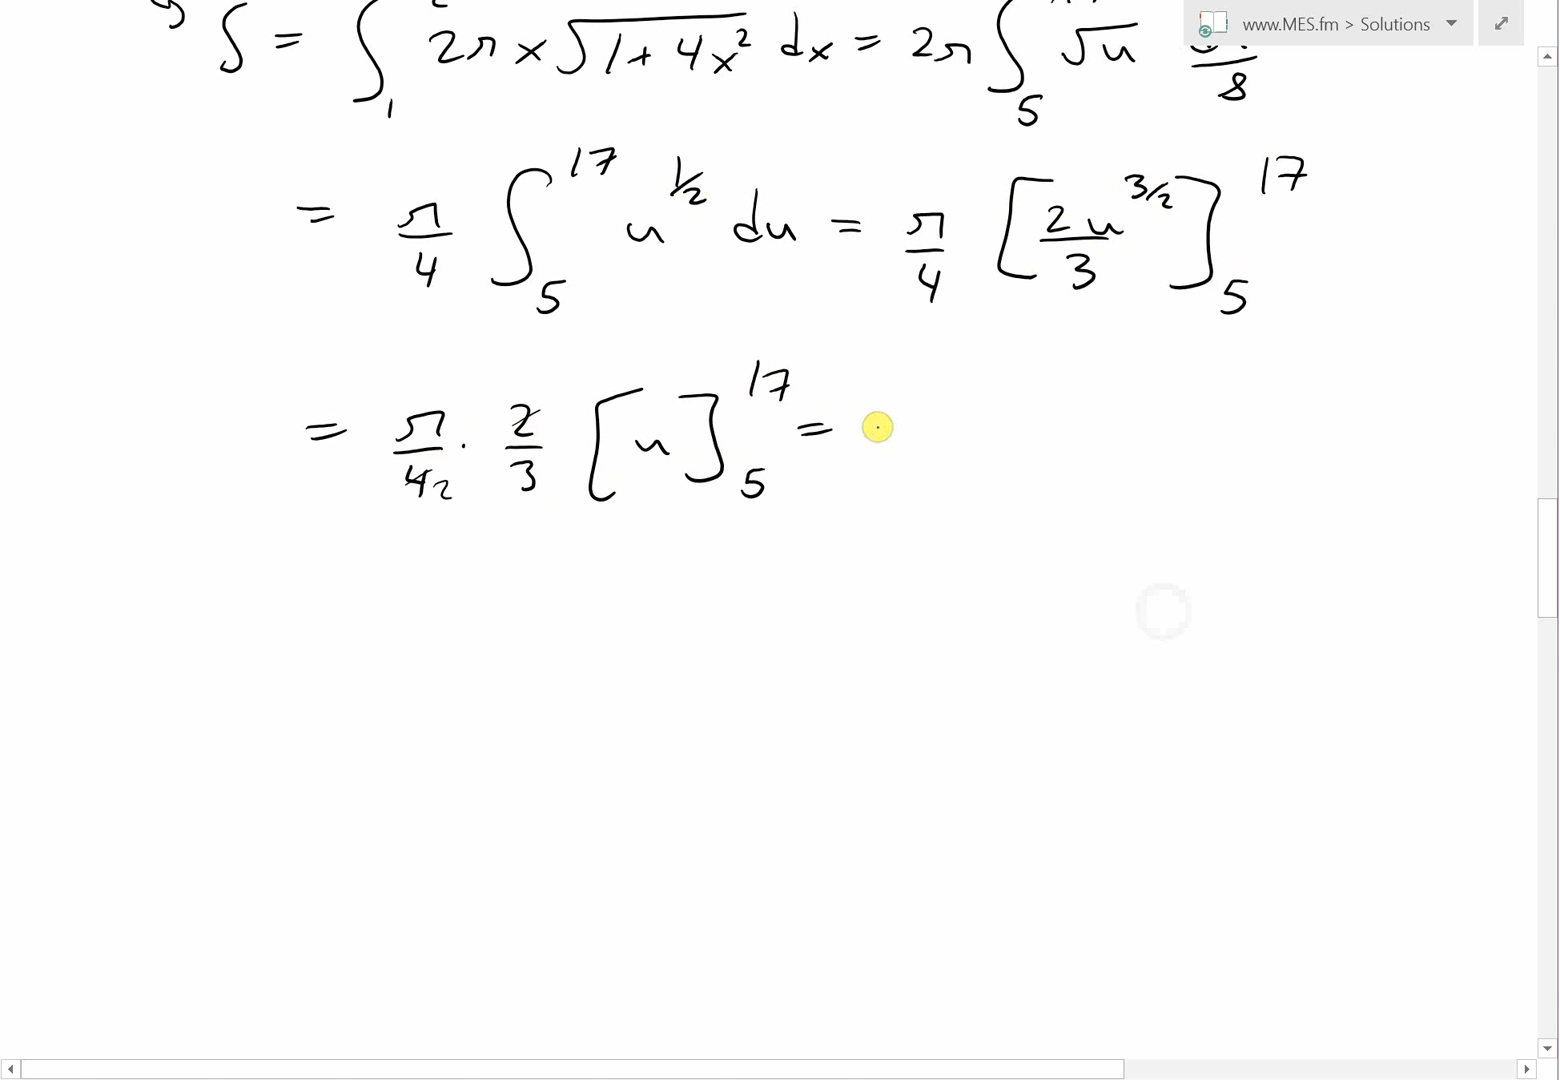 www.MES.fm > Solutions
S = ∫₁² 2π x √(1 + 4x²) dx = 2π ∫₅ √u /8
= π/4 ∫₅¹⁷ u^(1/2) du = π/4 [2u^(3/2)/3]₅¹⁷
= π/42 · 2/3 [u]₅¹⁷ =